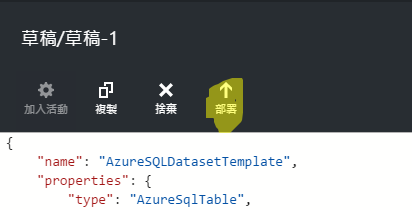 草稿/草稿-1
加入活動 複製 捨棄 部署
{
"name": "AzureSQLDatasetTemplate",
"properties": {
"type": "AzureSqlTable",